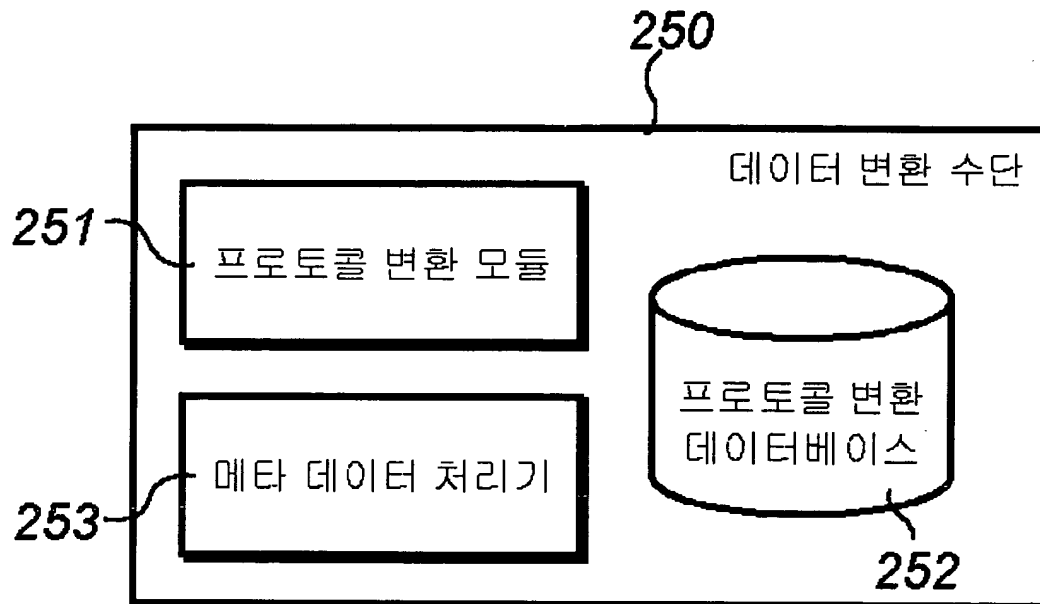 250
데이터 변환 수단
251
프로토콜 변환 모듈
프로토콜 변환
데이터베이스
메타 데이터 처리기
253
252